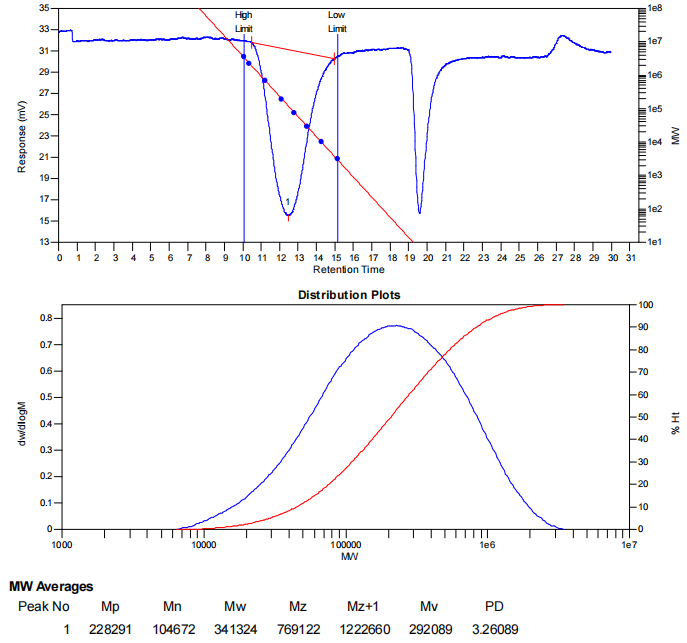 High Low
Limit Limit
35 33 31 29 27 25 23 21 19 17 15 13
Response (mV)
1e8 1e7 1e6 1e5 1e4 1e3 1e2 1e1
MW
1
0 1 2 3 4 5 6 7 8 9 10 11 12 13 14 15 16 17 18 19 20 21 22 23 24 25 26 27 28 29 30 31
Retention Time
Distribution Plots
0.8 0.7 0.6 0.5 0.4 0.3 0.2 0.1 0
dw/dlogM
100 90 80 70 60 50 40 30 20 10 0
% Ht
1000 10000 100000 1e6 1e7
MW
MW Averages
Peak No Mp Mn Mw Mz Mz+1 Mv PD
1 228291 104672 341324 769122 1222660 292089 3.26089